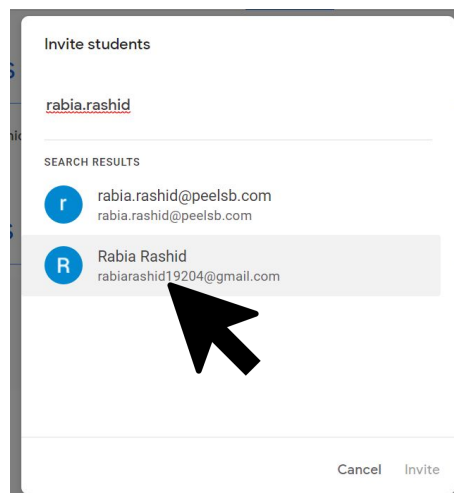 Invite students
rabia.rashid
SEARCH RESULTS
r
rabia.rashid@peelsb.com
rabia.rashid@peelsb.com
R
Rabia Rashid
rabiarashid19204@gmail.com
Cancel Invite